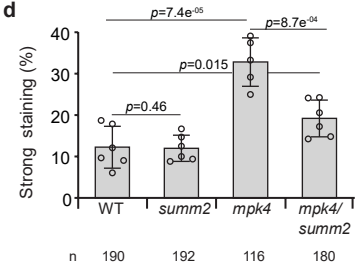 d
p=7.4e-05
p=8.7e-04
p=0.015
p=0.46
Strong staining (%)
40
30
20
10
0
WT summ2 mpk4 mpk4/
summ2
n 190 192 116 180